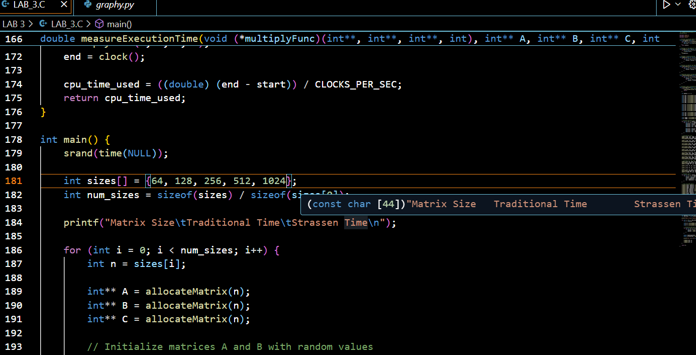 LAB_3.C X graphy.py
LAB 3 > LAB_3.C > main()
166 double measureExecutionTime(void (*multiplyFunc)(int**, int**, int**, int), int** A, int** B, int** C, int
172 end = clock();
173
174 cpu_time_used = ((double) (end - start)) / CLOCKS_PER_SEC;
175 return cpu_time_used;
176 }
177
178 int main() {
179 srand(time(NULL));
180
181 int sizes[] = {64, 128, 256, 512, 1024};
182 int num_sizes = sizeof(sizes) / sizeof(
183 (const char [44])"Matrix Size Traditional Time Strassen Ti
184 printf("Matrix Size\tTraditional Time\tStrassen Time\n");
185
186 for (int i = 0; i < num_sizes; i++) {
187 int n = sizes[i];
188
189 int** A = allocateMatrix(n);
190 int** B = allocateMatrix(n);
191 int** C = allocateMatrix(n);
192
193 // Initialize matrices A and B with random values